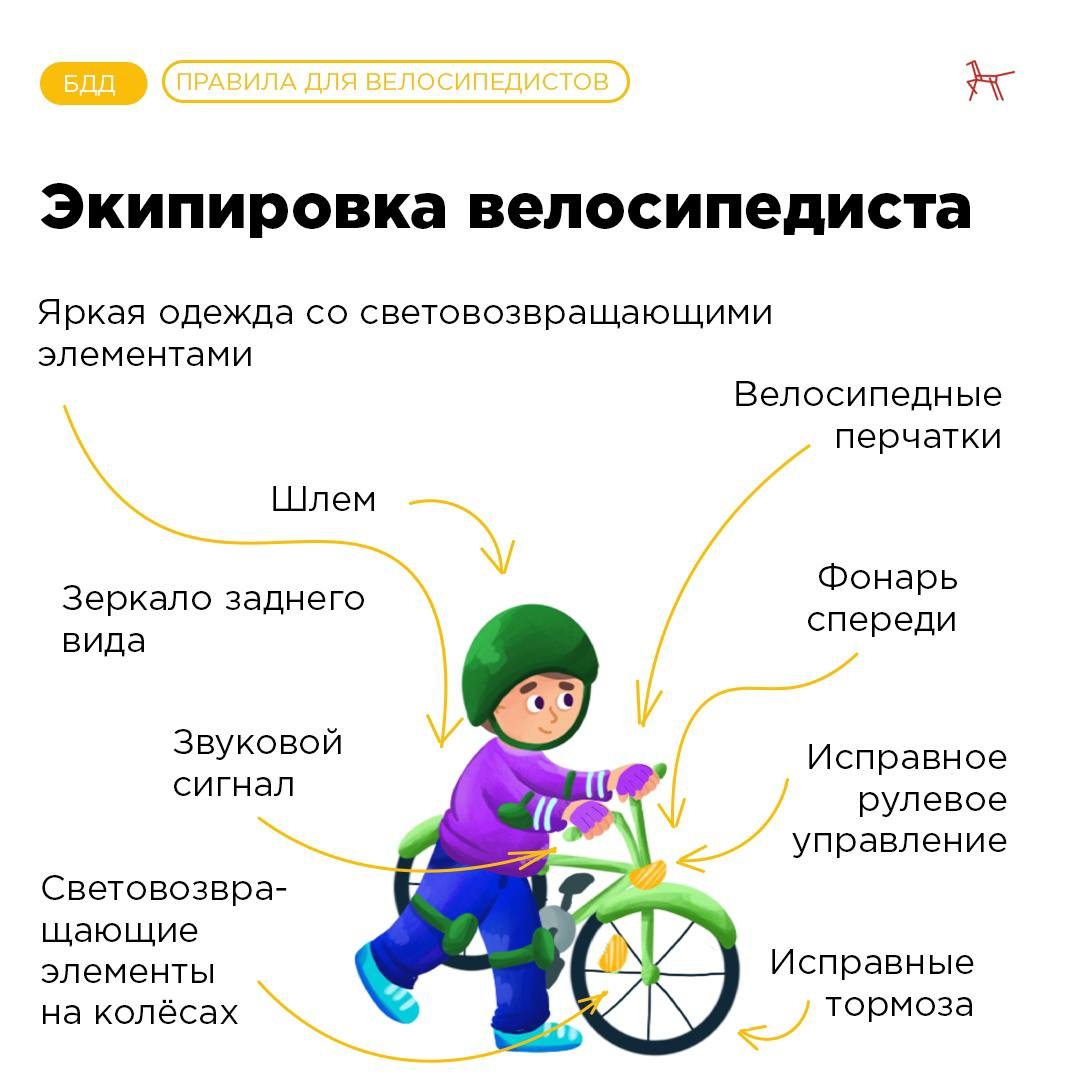 БДД
ПРАВИЛА ДЛЯ ВЕЛОСИПЕДИСТОВ
Экипировка велосипедиста
Яркая одежда со световозвращающими
элементами
Велосипедные
перчатки
Шлем
Фонарь
спереди
Зеркало заднего
вида
Звуковой
сигнал
Исправное
рулевое
управление
Световозвра-
щающие
элементы
на колёсах
Исправные
тормоза